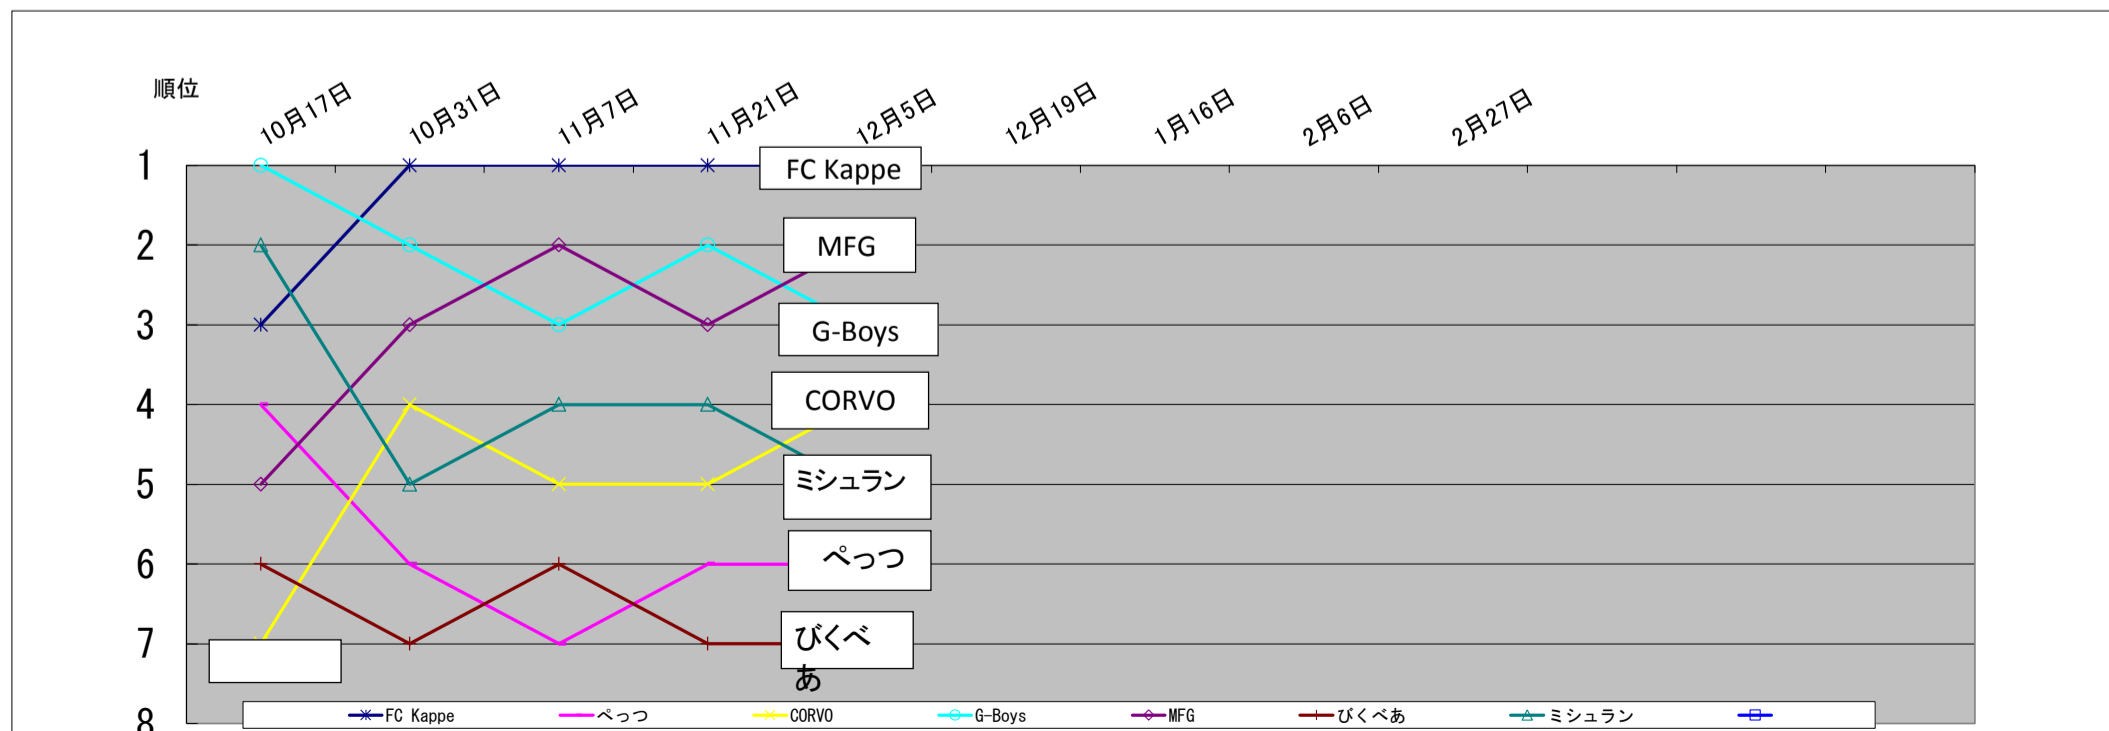 順位
10月17日
10月31日
11月7日
11月21日
12月5日
12月19日
1月16日
2月6日
2月27日
1
2
3
4
5
6
7
8
FC Kappe
MFG
G-Boys
CORVO
ミシュラン
ぺっつ
びくべ
あ
FC Kappe
ぺっつ
CORVO
G-Boys
MFG
びくべあ
ミシュラン